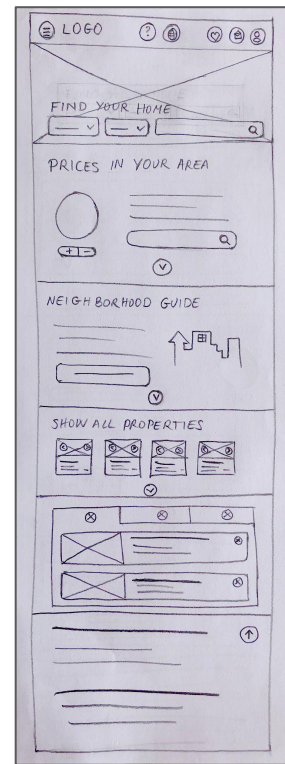 LOGO ?
FIND YOUR HOME
PRICES IN YOUR AREA
+ -
NEIGHBORHOOD GUIDE
SHOW ALL PROPERTIES